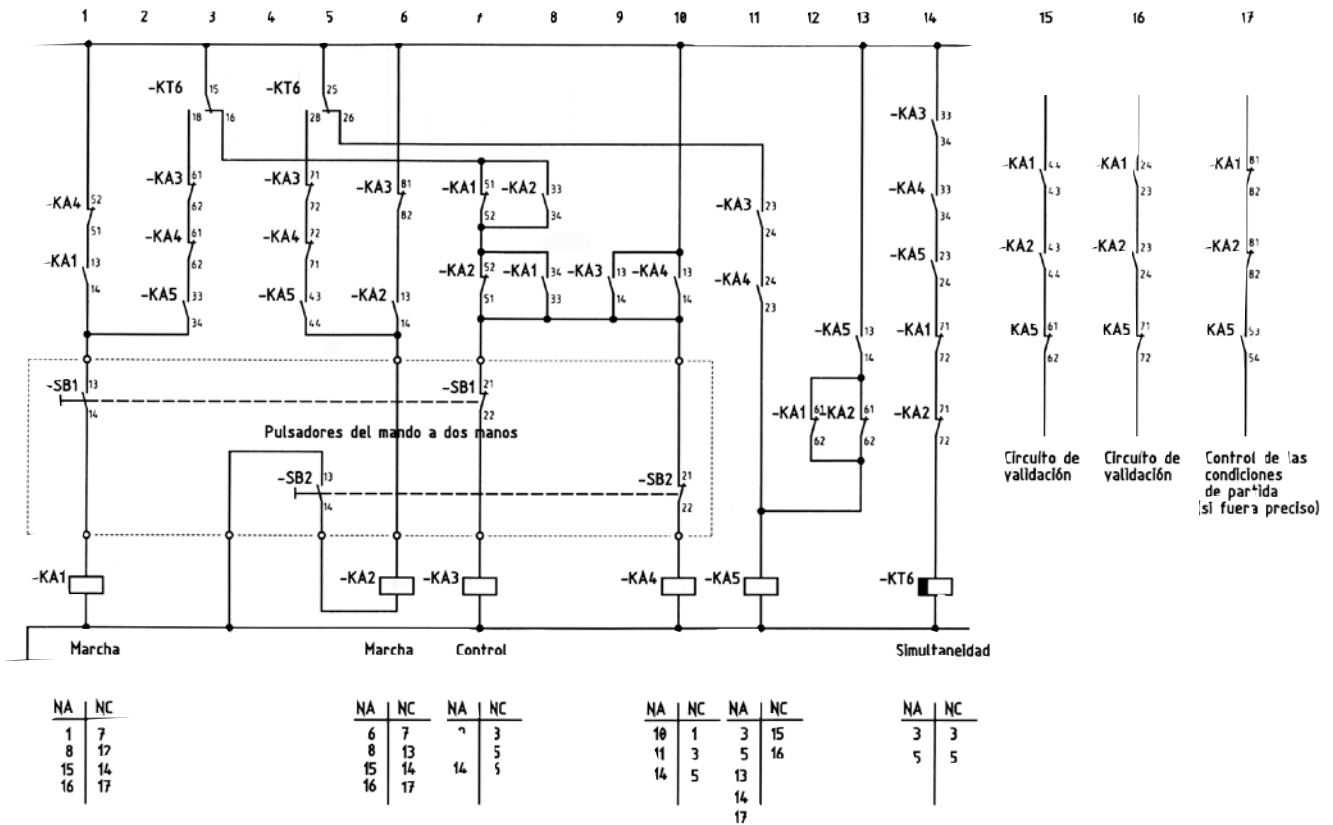 1 2 3 4 5 6 8 9 10 11 12 13 14 15 16 17
-KT6 15 -KT6 25
18 16 28 26
-KA3 33
34
-KA3 61 -KA3 71 -KA3 81 -KA1 51 -KA2 33 -KA1 44 -KA1 24 -KA1 81
62 72 82 52 34 43 23 82
-KA4 52 -KA3 23 -KA4 33
51 24 34
-KA4 61 -KA4 72 -KA2 43 -KA2 23 -KA2 81
62 71 44 24 82
-KA1 13 -KA2 52 -KA1 34 -KA3 13 -KA4 13 -KA4 24 -KA5 23
14 51 33 14 14 23 24
-KA5 33 -KA5 43 -KA2 13
34 44 14
-KA5 13 -KA1 71 KA5 61 -KA5 71 KA5 53
14 72 62 72 54
-SB1 13 -SB1 21
14 22
-KA1 61 -KA2 61 -KA2 71
62 62 72
Pulsadores del mando a dos manos
-SB2 13 -SB2 21
14 22
Circuíto de
validación
Circuíto de
validación
Control de las
condiciones
de partida
(si fuera preciso)
-KA1 -KA2 -KA3 -KA4 -KA5 -KT6
Marcha Marcha Control Simultaneidad
NA NC NA NC NA NC NA NC NA NC NA NC
1 7 6 7 3 10 1 3 15 3 3
8 12 8 13 5 11 3 5 16 5 5
15 14 15 14 14 14 5 13
16 17 16 17 14
17